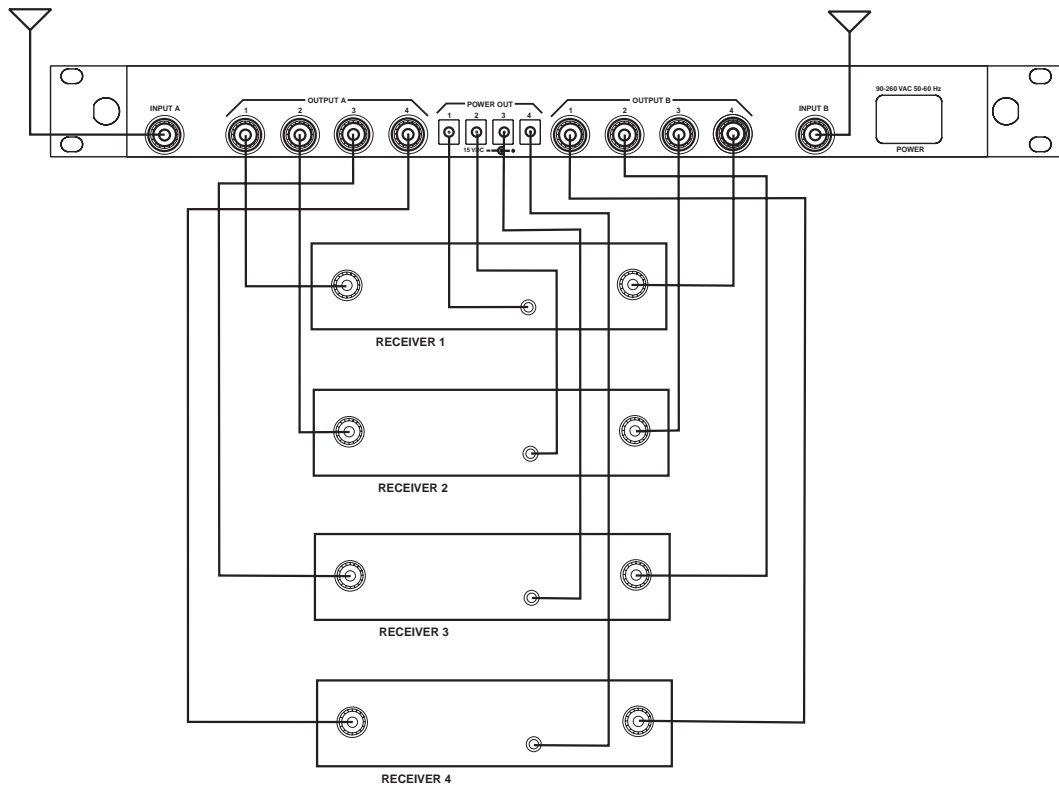 INPUT A
OUTPUT A
1 2 3 4
POWER OUT
1 2 3 4
15 VDC
OUTPUT B
1 2 3 4
INPUT B
90-260 VAC 50-60 Hz
POWER
RECEIVER 1
RECEIVER 2
RECEIVER 3
RECEIVER 4